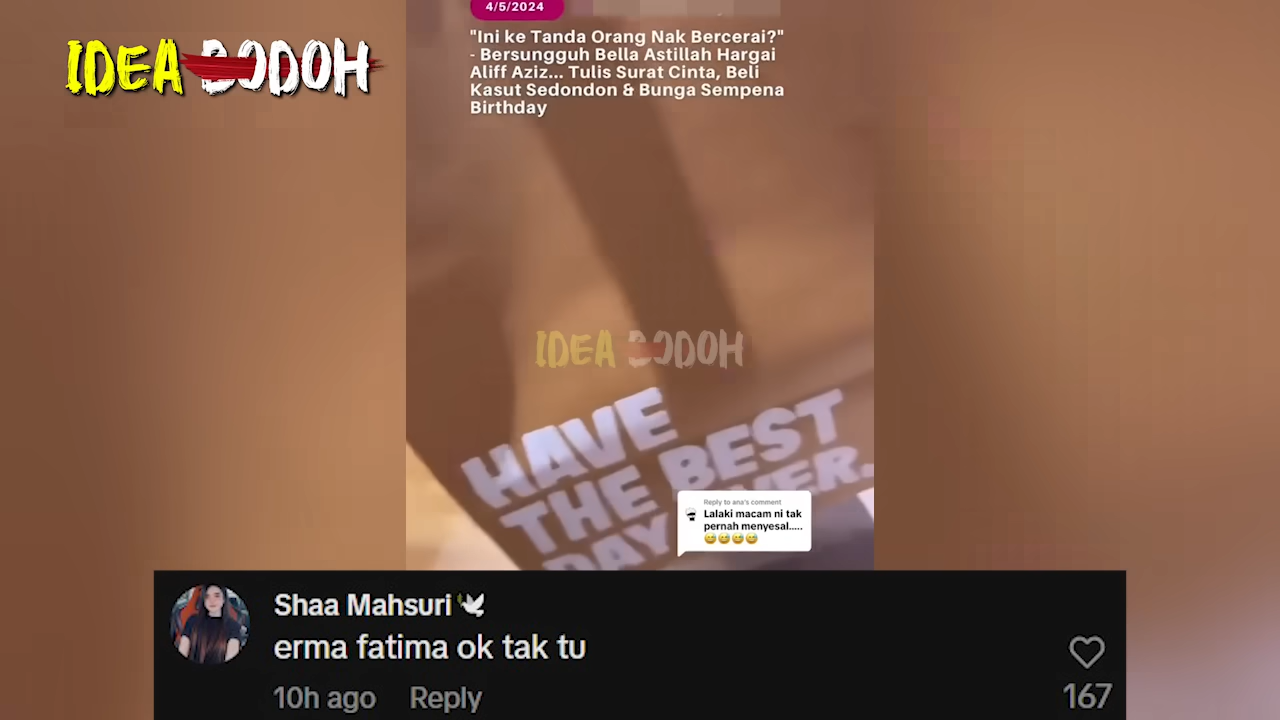 IDEA BODOH
4/5/2024
"Ini ke Tanda Orang Nak Bercerai?"
- Bersungguh Bella Astillah Hargai
Aliff Aziz... Tulis Surat Cinta, Beli
Kasut Sedondon & Bunga Sempena
Birthday
IDEA BODOH
HAVE
THE BEST
DAY EVER.
Reply to ana's comment
Lalaki macam ni tak
pernah menyesal.....
😅😅😅😅
Shaa Mahsuri🕊
erma fatima ok tak tu
10h ago Reply
167